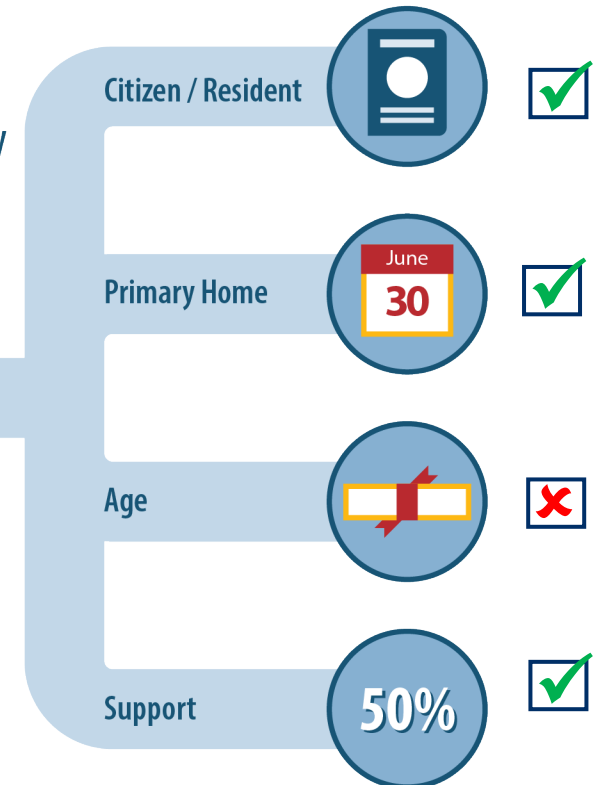 Citizen / Resident
Primary Home
June
30
Age
Support
50%